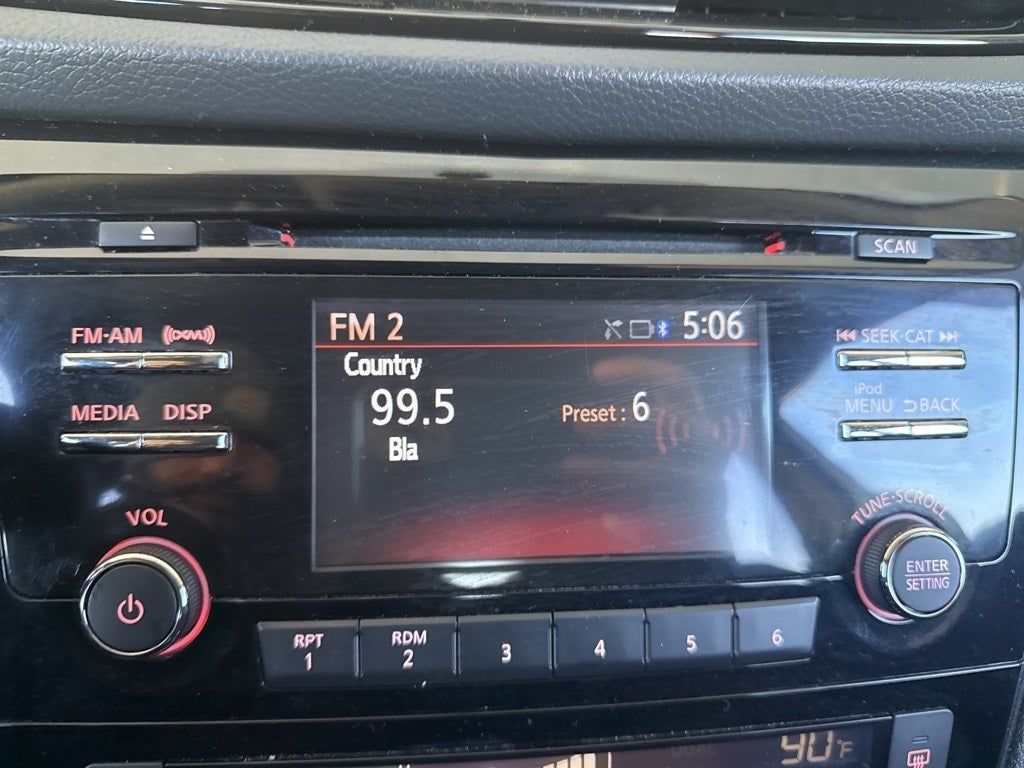 SCAN
FM·AM ((XM))
FM 2 5:06
SEEK·CAT
Country
99.5
Preset : 6
iPod
MENU BACK
MEDIA DISP
Bla
VOL
TUNE·SCROLL
ENTER
SETTING
RPT
1
RDM
2
3
4
5
6
90°F